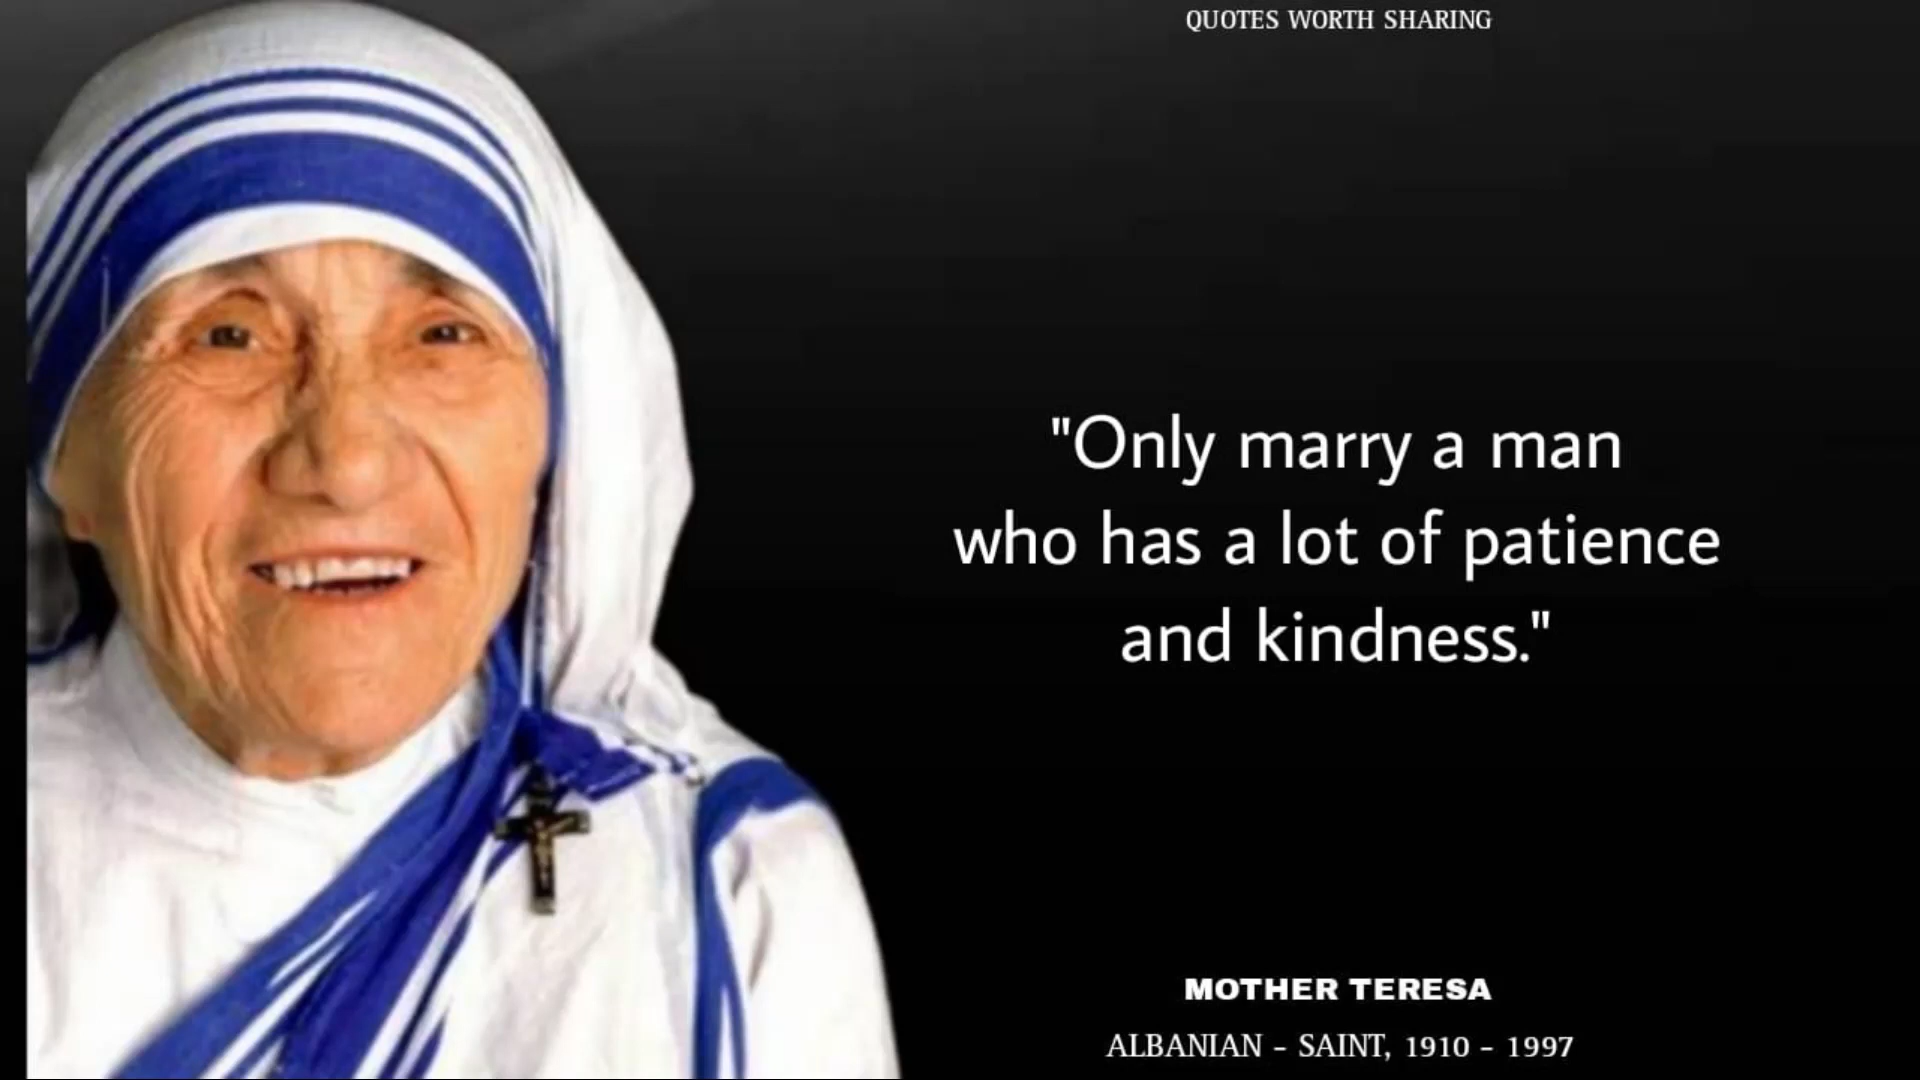 QUOTES WORTH SHARING
"Only marry a man
who has a lot of patience
and kindness."
MOTHER TERESA
ALBANIAN - SAINT, 1910 - 1997